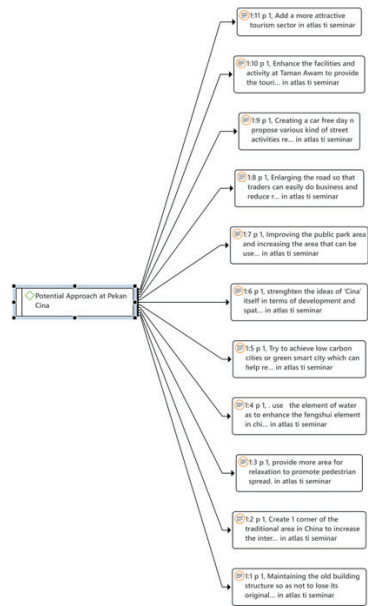 1:11 p 1, Add a more attractive
tourism sector in atlas ti seminar
1:10 p 1, Enhance the facilities and
activity at Taman Awam to provide
the touri... in atlas ti seminar
1:9 p 1, Creating a car free day n
propose various kind of street
activities re... in atlas ti seminar
1:8 p 1, Enlarging the road so that
traders can easily do business and
reduce r... in atlas ti seminar
1:7 p 1, Improving the public park area
and increasing the area that can be
use... in atlas ti seminar
Potential Approach at Pekan
Cina
1:6 p 1, strenghten the ideas of 'Cina'
itself in terms of development and
spat... in atlas ti seminar
1:5 p 1, Try to achieve low carbon
cities or green smart city which can
help re... in atlas ti seminar
1:4 p 1, . use the element of water
as to enhance the fengshui element
in chi... in atlas ti seminar
1:3 p 1, provide more area for
relaxation to promote pedestrian
spread. in atlas ti seminar
1:2 p 1, Create 1 corner of the
traditional area in China to increase
the inter... in atlas ti seminar
1:1 p 1, Maintaining the old building
structure so as not to lose its
original... in atlas ti seminar